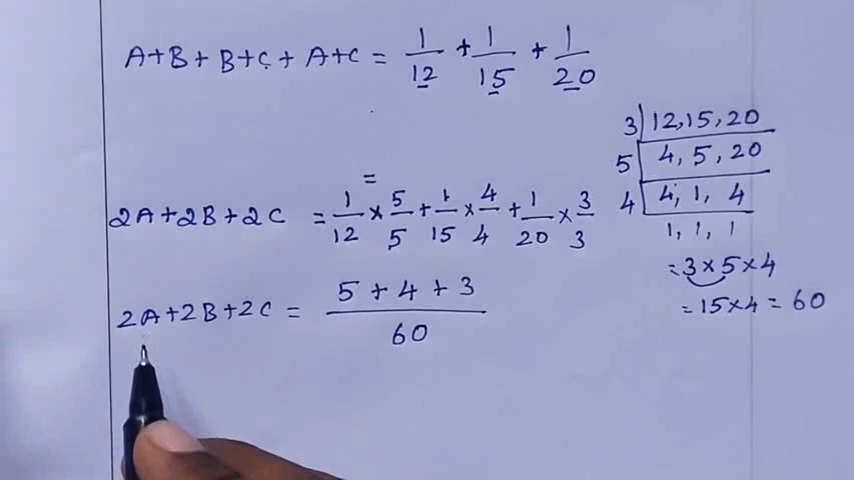 A+B + B+C + A+C = 1/12 + 1/15 + 1/20
3 | 12,15,20
5 | 4, 5, 20
4 | 4, 1, 4
1, 1, 1
= 3 × 5 × 4
= 15 × 4 = 60
=
2A+2B+2C = 1/12 × 5/5 + 1/15 × 4/4 + 1/20 × 3/3
2A+2B+2C = 5 + 4 + 3 / 60